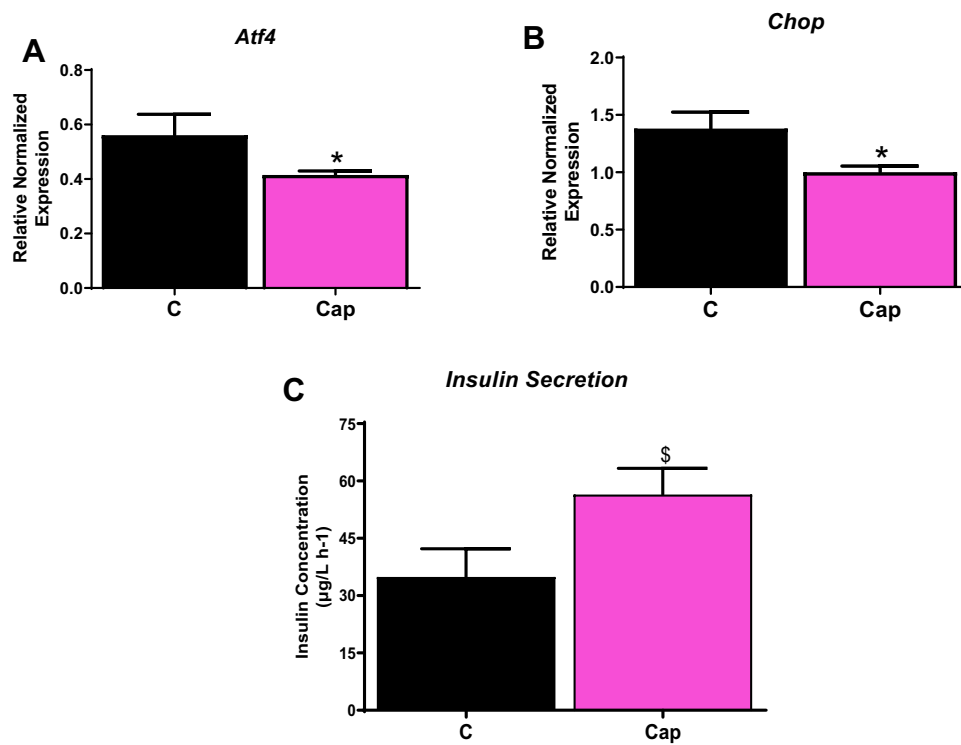 A
Atf4
Relative Normalized
Expression
0.8
0.6
0.4
0.2
0.0
*
C
Cap
B
Chop
Relative Normalized
Expression
2.0
1.5
1.0
0.5
0.0
*
C
Cap
C
Insulin Secretion
Insulin Concentration
(µg/L h-1)
75
60
45
30
15
0
$
C
Cap